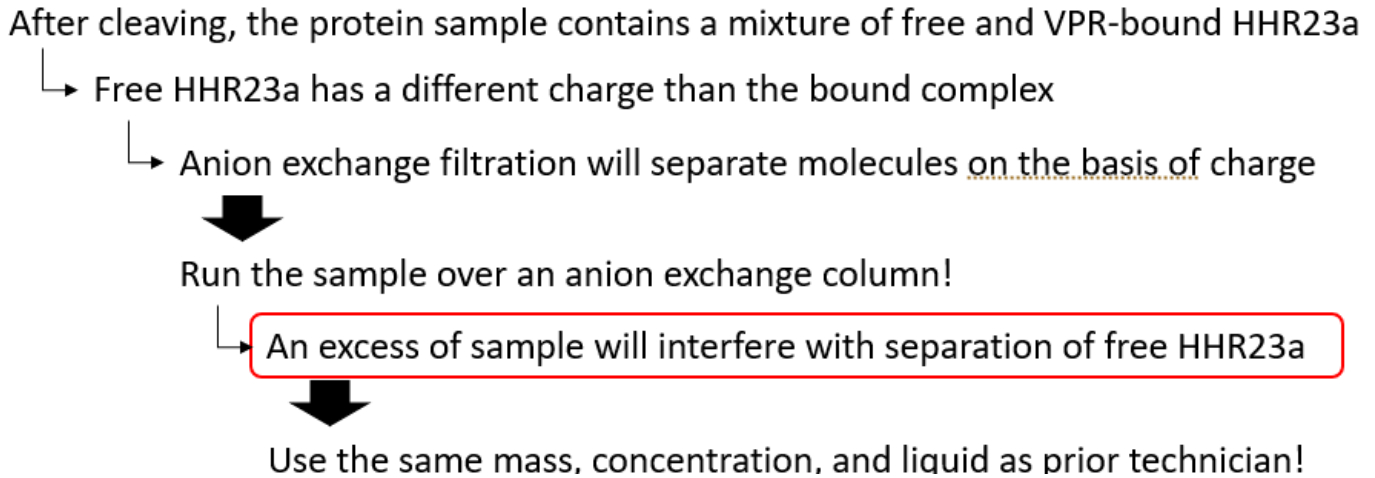 After cleaving, the protein sample contains a mixture of free and VPR-bound HHR23a
Free HHR23a has a different charge than the bound complex
Anion exchange filtration will separate molecules on the basis of charge
Run the sample over an anion exchange column!
An excess of sample will interfere with separation of free HHR23a
Use the same mass, concentration, and liquid as prior technician!